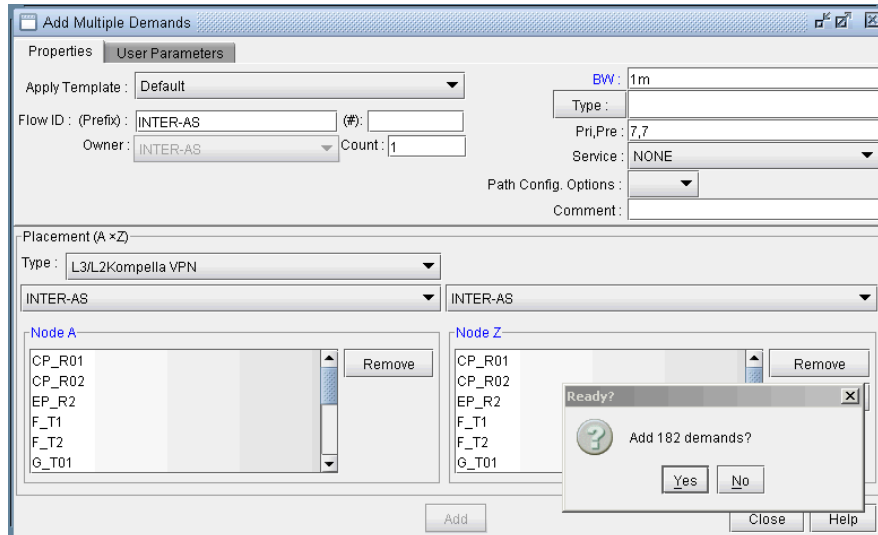 Add Multiple Demands
Properties
User Parameters
Apply Template : Default
BW : 1m
Type :
Flow ID : (Prefix) : INTER-AS (#):
Pri,Pre : 7,7
Owner : INTER-AS Count : 1
Service : NONE
Path Config. Options :
Comment :
Placement (A ×Z)
Type : L3/L2Kompella VPN
INTER-AS
INTER-AS
Node A
CP_R01
CP_R02
EP_R2
F_T1
F_T2
G_T01
Remove
Node Z
CP_R01
CP_R02
EP_R2
F_T1
F_T2
G_T01
Remove
Ready?
Add 182 demands?
Yes No
Add
Close Help